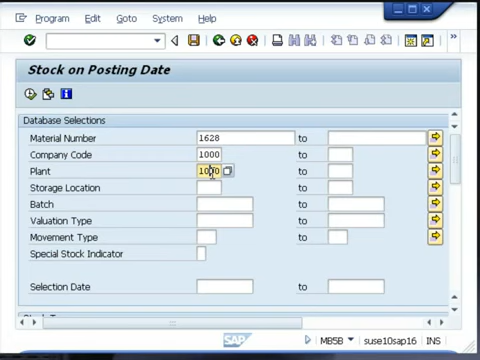 Program Edit Goto System Help
Stock on Posting Date
Database Selections
Material Number 1628 to
Company Code 1000 to
Plant 1000 to
Storage Location to
Batch to
Valuation Type to
Movement Type to
Special Stock Indicator
Selection Date to
SAP MB5B suse10sap16 INS